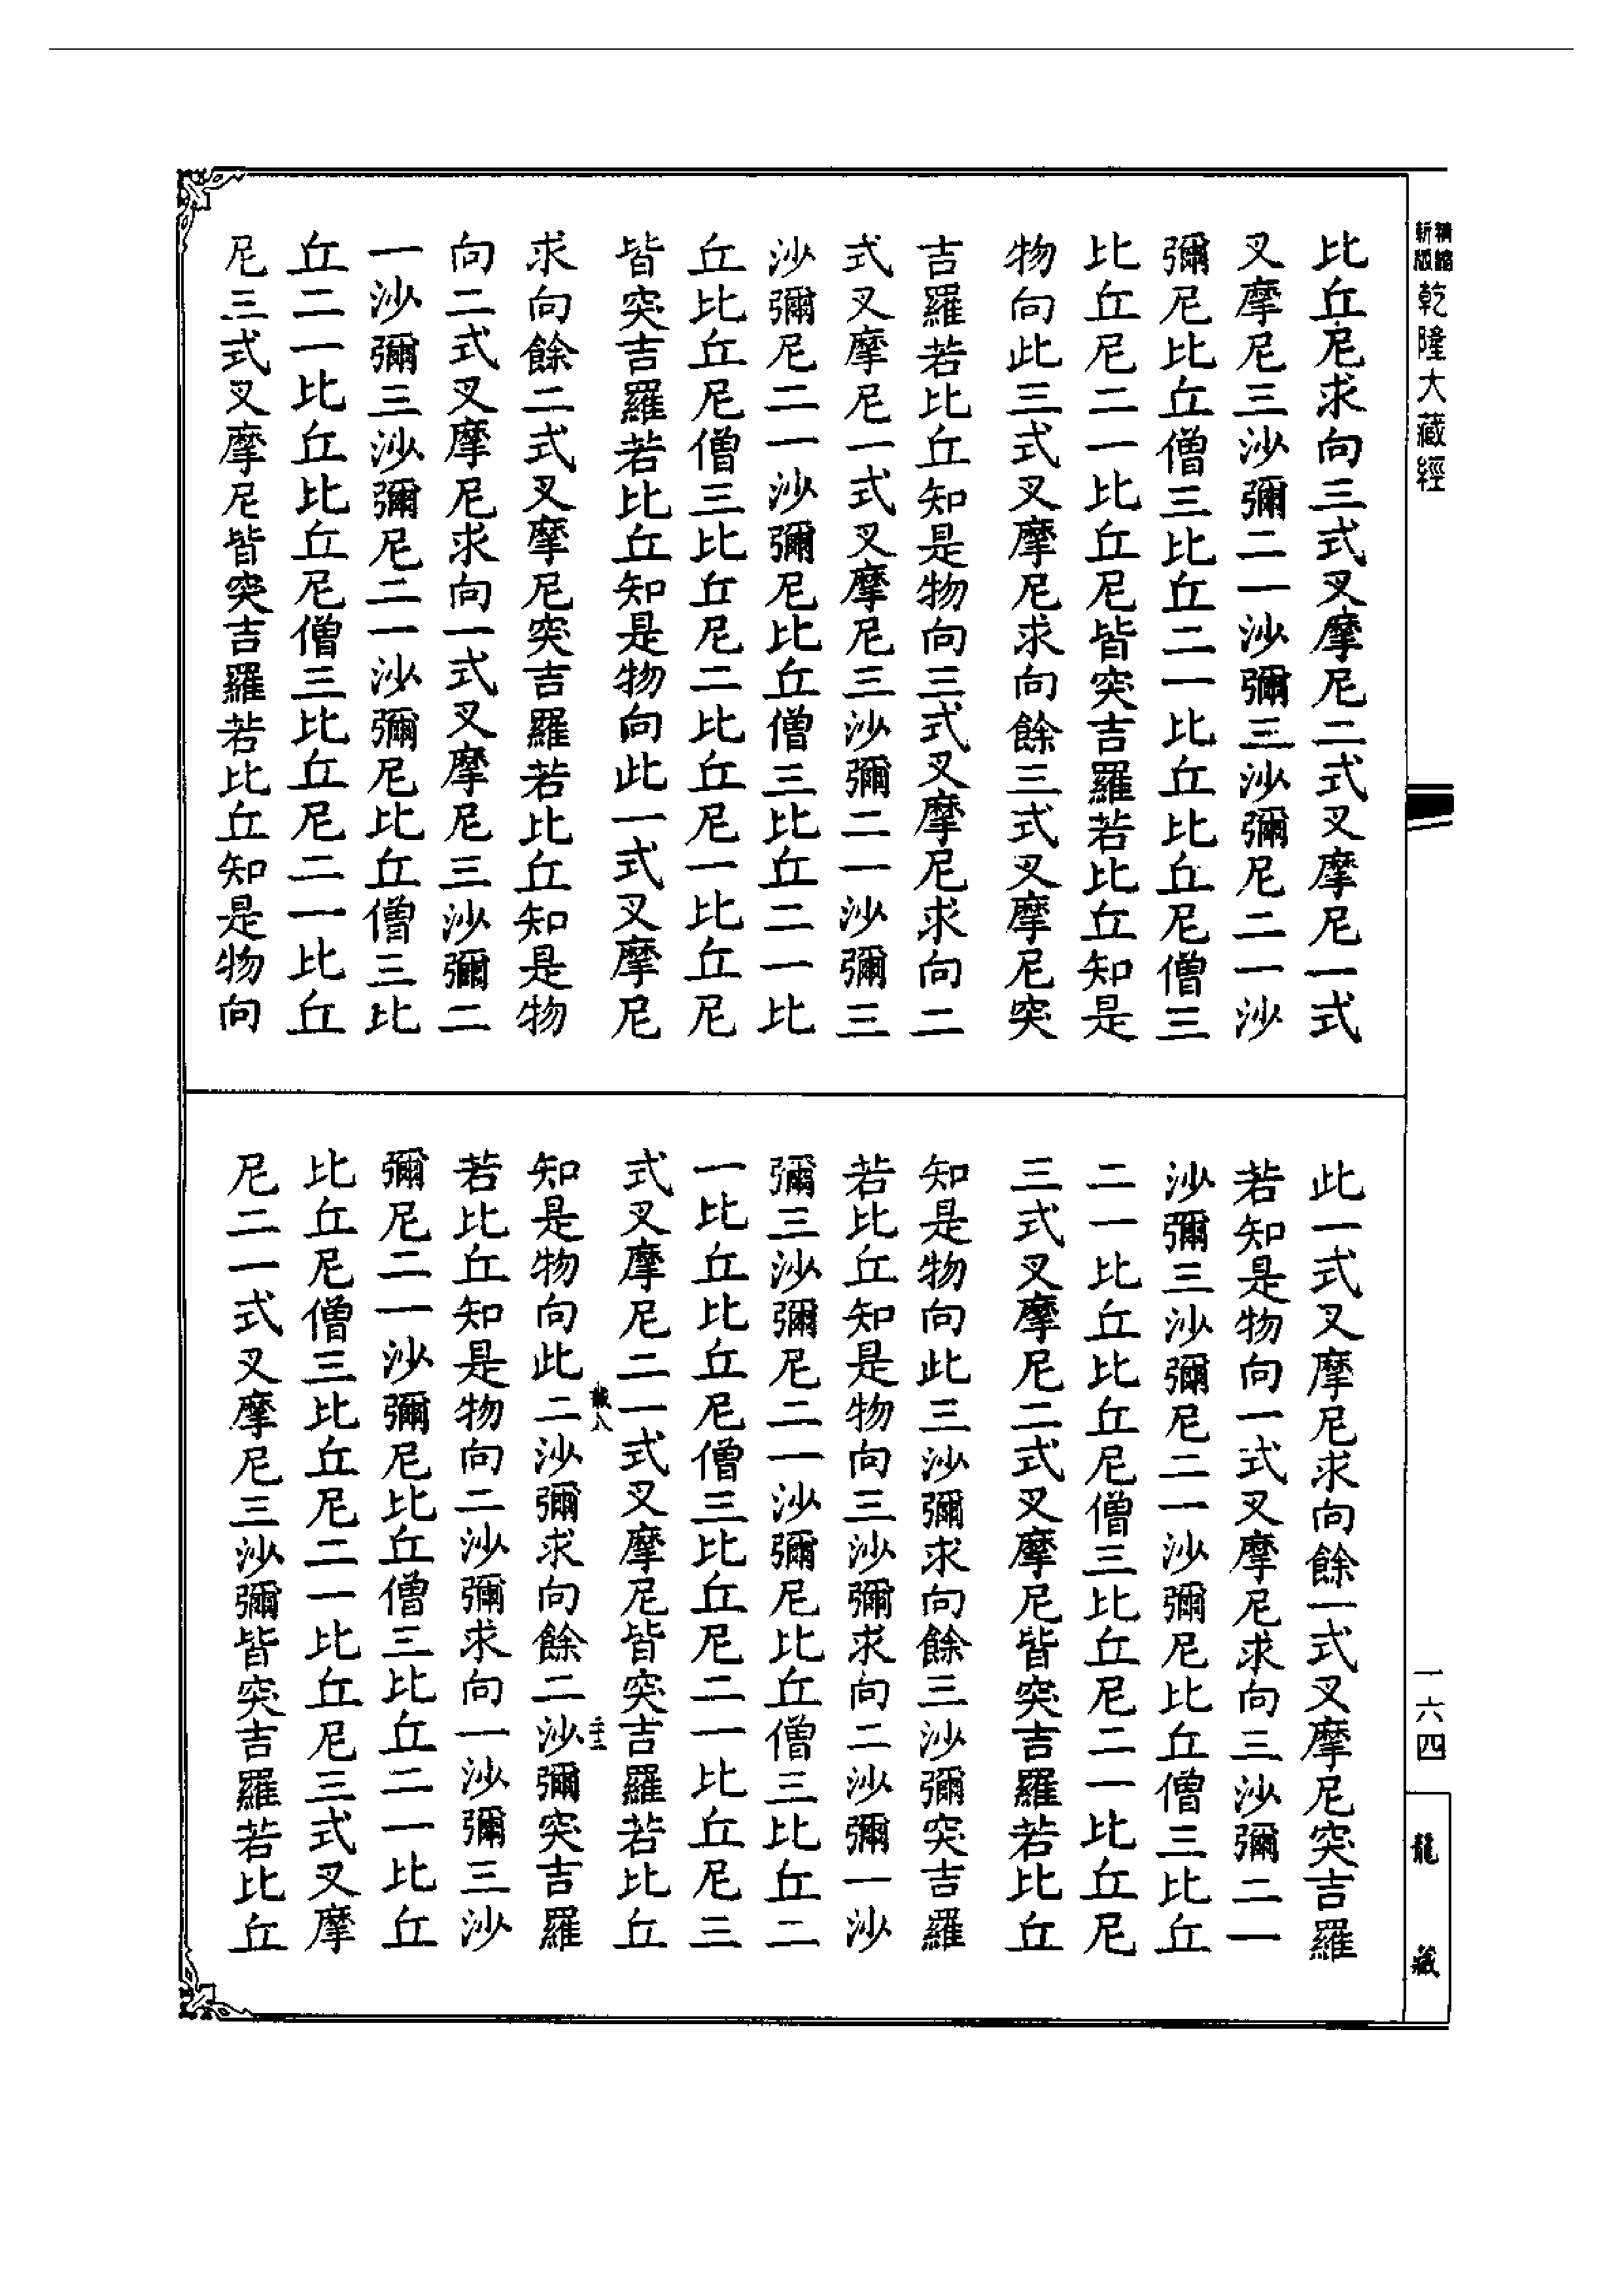 精縮
新版
乾隆大藏經
比丘尼求向三式叉摩尼二式叉摩尼一式
叉摩尼三沙彌二一沙彌三沙彌尼二一沙
彌尼比丘僧三比丘二一比丘比丘尼僧三
比丘尼二一比丘尼皆突吉羅若比丘知是
物向此三式叉摩尼求向餘三式叉摩尼突
吉羅若比丘知是物向三式叉摩尼求向二
式叉摩尼一式叉摩尼三沙彌二一沙彌三
沙彌尼二一沙彌尼比丘僧三比丘二一比
丘比丘尼僧三比丘尼二比丘尼一比丘尼
皆突吉羅若比丘知是物向此一式叉摩尼
求向餘二式叉摩尼突吉羅若比丘知是物
向二式叉摩尼求向一式叉摩尼三沙彌二
一沙彌三沙彌尼二一沙彌尼比丘僧三比
丘二一比丘比丘尼僧三比丘尼二一比丘
尼三式叉摩尼皆突吉羅若比丘知是物向
此一式叉摩尼求向餘一式叉摩尼突吉羅
若知是物向一式叉摩尼求向三沙彌二一
沙彌三沙彌尼二一沙彌尼比丘僧三比丘
二一比丘比丘尼僧三比丘尼二一比丘尼
三式叉摩尼二式叉摩尼皆突吉羅若比丘
知是物向此三沙彌求向餘三沙彌突吉羅
若比丘知是物向三沙彌求向二沙彌一沙
彌三沙彌尼二一沙彌尼比丘僧三比丘二
一比丘比丘尼僧三比丘尼二一比丘尼三
式叉摩尼二一式叉摩尼皆突吉羅若比丘
知是物向此二沙彌求向餘二沙彌突吉羅
若比丘知是物向二沙彌求向一沙彌三沙
彌尼二一沙彌尼比丘僧三比丘二一比丘
比丘尼僧三比丘尼二一比丘尼三式叉摩
尼二一式叉摩尼三沙彌皆突吉羅若比丘
一六四
龍藏